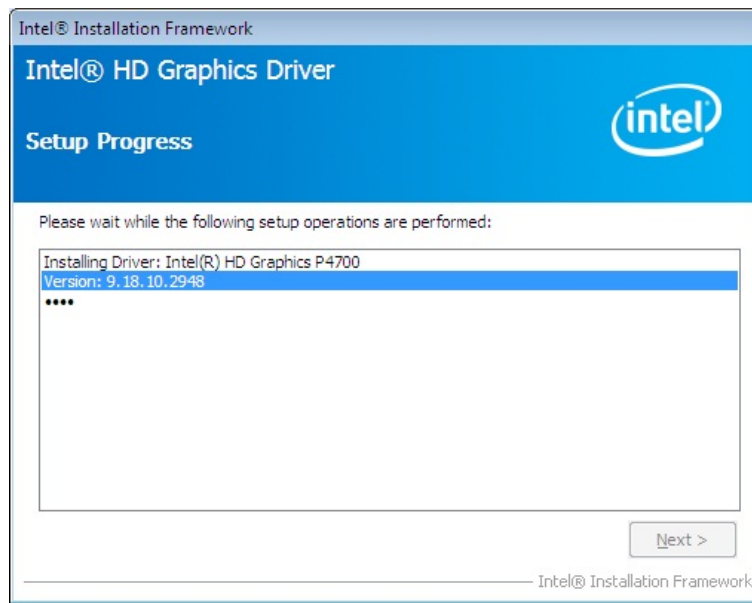 Intel® Installation Framework
Intel® HD Graphics Driver
intel®
Setup Progress
Please wait while the following setup operations are performed:
Installing Driver: Intel(R) HD Graphics P4700
Version: 9.18.10.2948
••••
Next >
Intel® Installation Framework